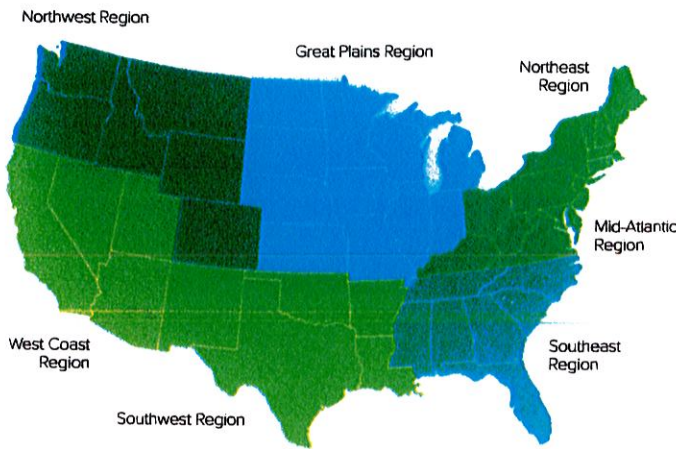 Northwest Region
Great Plains Region
Northeast
Region
Mid-Atlantic
Region
West Coast
Region
Southeast
Region
Southwest Region